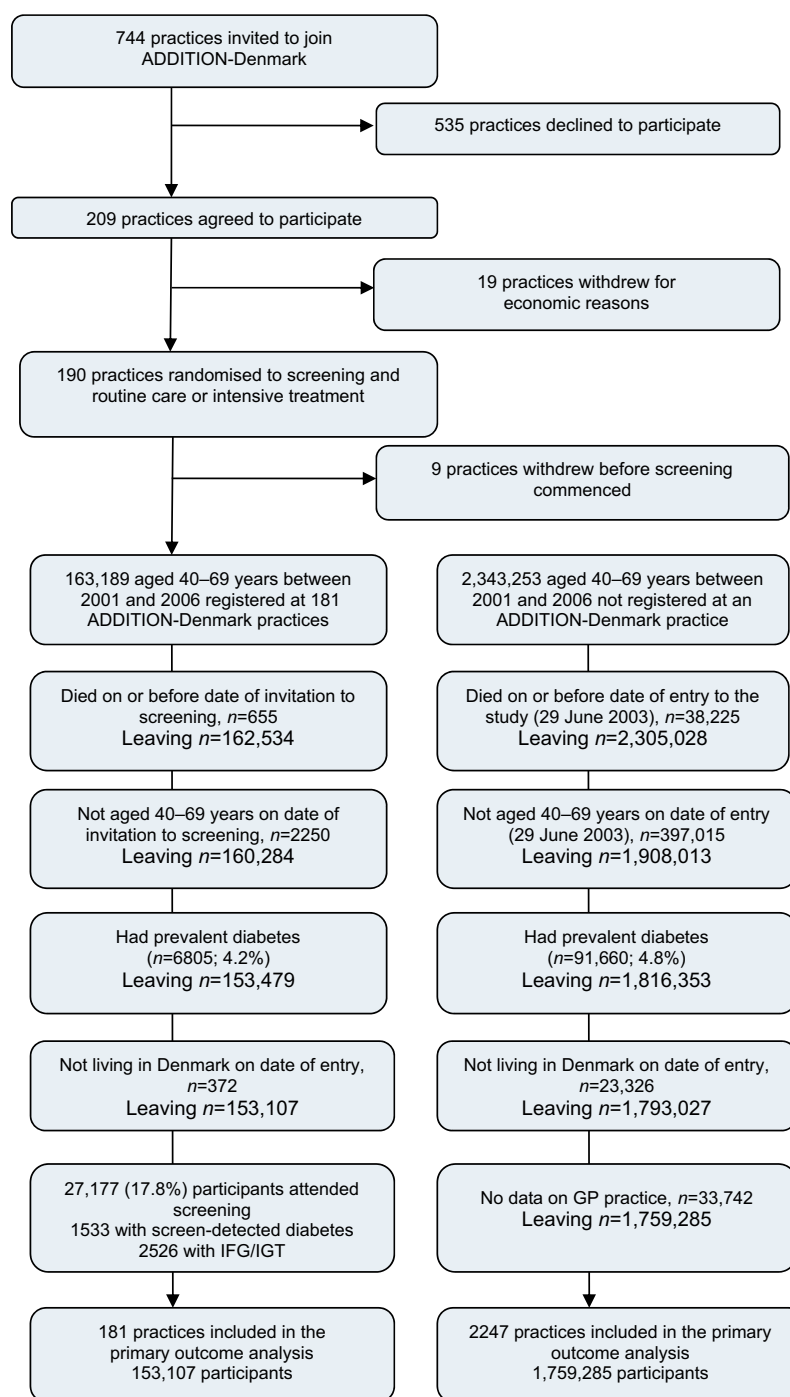 744 practices invited to join
ADDITION-Denmark
535 practices declined to participate
209 practices agreed to participate
19 practices withdrew for
economic reasons
190 practices randomised to screening and
routine care or intensive treatment
9 practices withdrew before screening
commenced
163,189 aged 40–69 years between
2001 and 2006 registered at 181
ADDITION-Denmark practices
2,343,253 aged 40–69 years between
2001 and 2006 not registered at an
ADDITION-Denmark practice
Died on or before date of invitation to
screening, n=655
Leaving n=162,534
Died on or before date of entry to the
study (29 June 2003), n=38,225
Leaving n=2,305,028
Not aged 40–69 years on date of
invitation to screening, n=2250
Leaving n=160,284
Not aged 40–69 years on date of entry
(29 June 2003), n=397,015
Leaving n=1,908,013
Had prevalent diabetes
(n=6805; 4.2%)
Leaving n=153,479
Had prevalent diabetes
(n=91,660; 4.8%)
Leaving n=1,816,353
Not living in Denmark on date of entry,
n=372
Leaving n=153,107
Not living in Denmark on date of entry,
n=23,326
Leaving n=1,793,027
27,177 (17.8%) participants attended
screening
1533 with screen-detected diabetes
2526 with IFG/IGT
No data on GP practice, n=33,742
Leaving n=1,759,285
181 practices included in the
primary outcome analysis
153,107 participants
2247 practices included in the primary
outcome analysis
1,759,285 participants